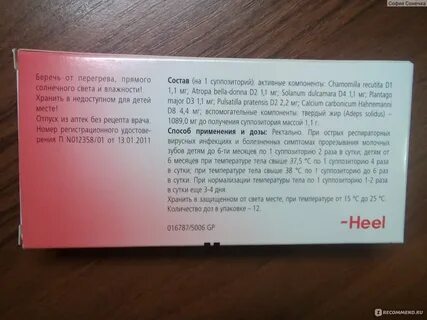 София Сонечка
Беречь от перегрева, прямого
солнечного света и влажности!
Хранить в недоступном для детей
месте!
Отпуск из аптек без рецепта врача.
Номер регистрационного удостове-
рения П N012358/01 от 13.01.2011
Состав (на 1 суппозиторий), активные компоненты: Chamomilla recutita D1
1,1 мг; Atropa bella-donna D2 1,1 мг; Solanum dulcamara D4 1,1 мг; Plantago
major D3 1,1 мг; Pulsatilla pratensis D2 2,2 мг; Calcium carbonicum Hahnemanni
D8 4,4 мг; вспомогательные компоненты: твердый жир (Adeps solidus) –
1089,0 мг до получения суппозитория массой 1,1 г.
Способ применения и дозы: Ректально. При острых респираторных
вирусных инфекциях и болезненных симптомах прорезывания молочных
зубов детям до 6-ти месяцев по 1 суппозиторию 2 раза в сутки; детям от
6 месяцев при температуре тела свыше 37,5 °C по 1 суппозиторию 4 раза
в сутки; при температуре тела свыше 38 °C по 1 суппозиторию до 6 раз
в сутки. При нормализации температуры тела по 1 суппозиторию 1-2 раза
в сутки еще 3-4 дня.
Хранить в защищенном от света месте, при температуре от 15 °C до 25 °C.
Количество доз в упаковке – 12.
016787/5006 GP
-Heel
RECOMMEND.RU